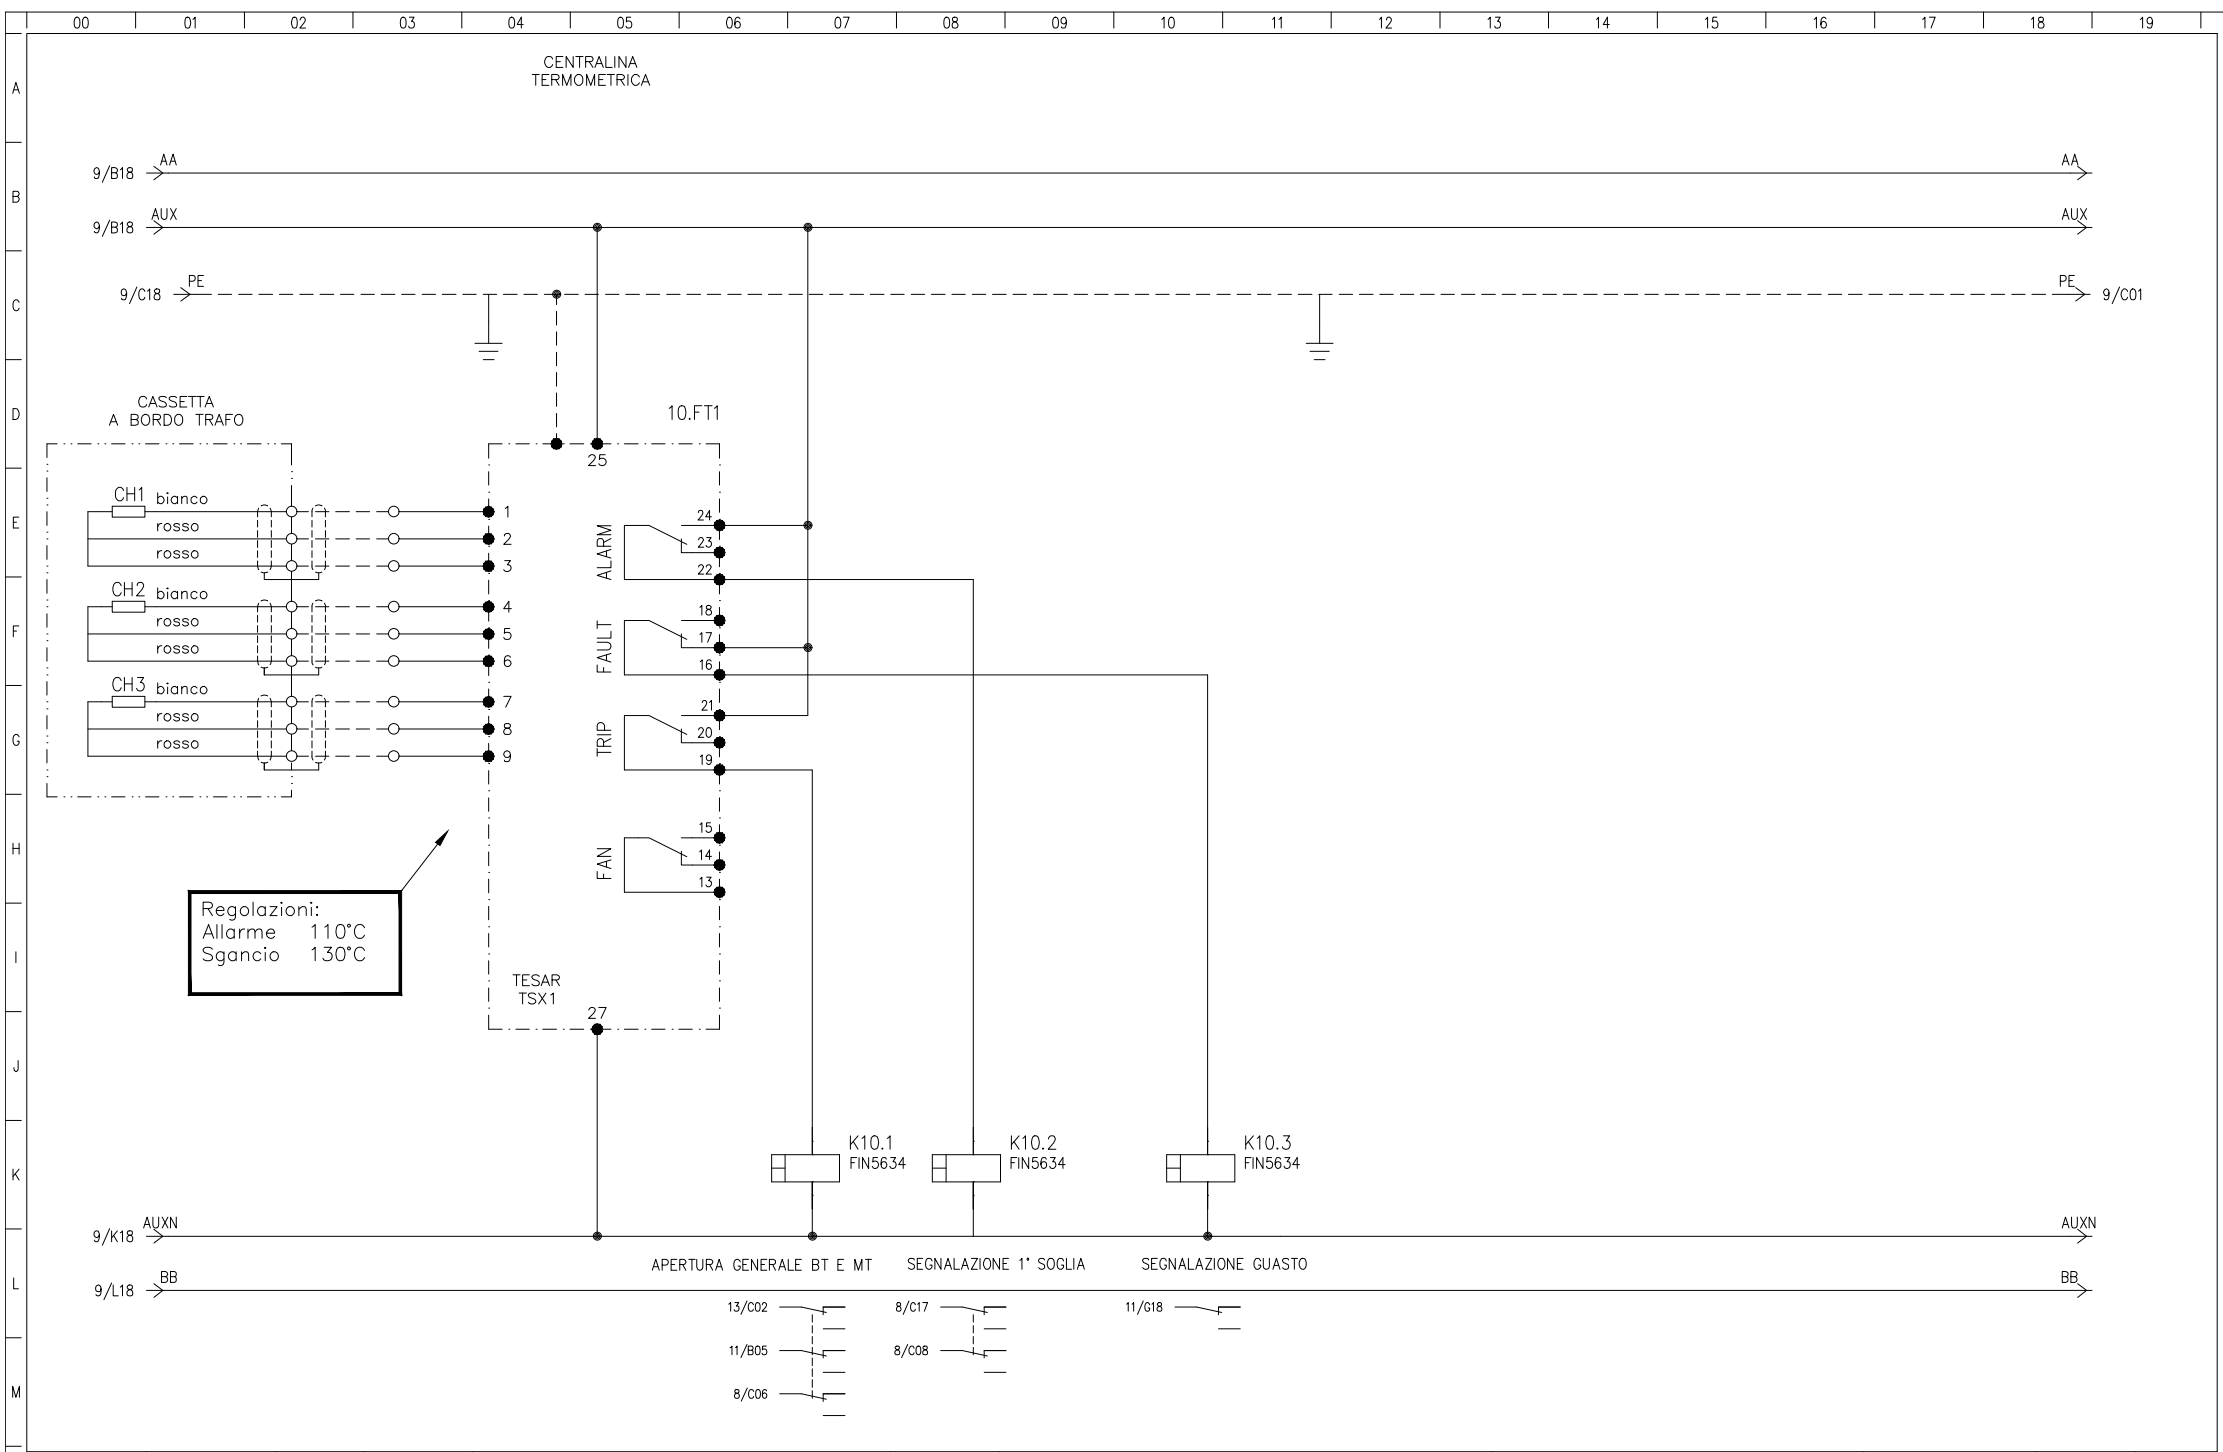 00 01 02 03 04 05 06 07 08 09 10 11 12 13 14 15 16 17 18 19
CENTRALINA
TERMOMETRICA
A
AA AA
9/B18
B
AUX AUX
9/B18
PE PE
9/C18 9/C01
C
CASSETTA
A BORDO TRAFO
10.FT1
D
25
CH1 bianco 1
rosso 2
rosso 3
E
ALARM
24
23
22
CH2 bianco 4
rosso 5
rosso 6
F
FAULT
18
17
16
CH3 bianco 7
rosso 8
rosso 9
G
TRIP
21
20
19
H
FAN
15
14
13
Regolazioni:
Allarme 110°C
Sgancio 130°C
I
TESAR
TSX1
27
J
K10.1 K10.2 K10.3
FIN5634 FIN5634 FIN5634
K
AUXN AUXN
9/K18
APERTURA GENERALE BT E MT SEGNALAZIONE 1° SOGLIA SEGNALAZIONE GUASTO
BB BB
9/L18
L
13/C02 8/C17 11/G18
11/B05 8/C08
8/C06
M